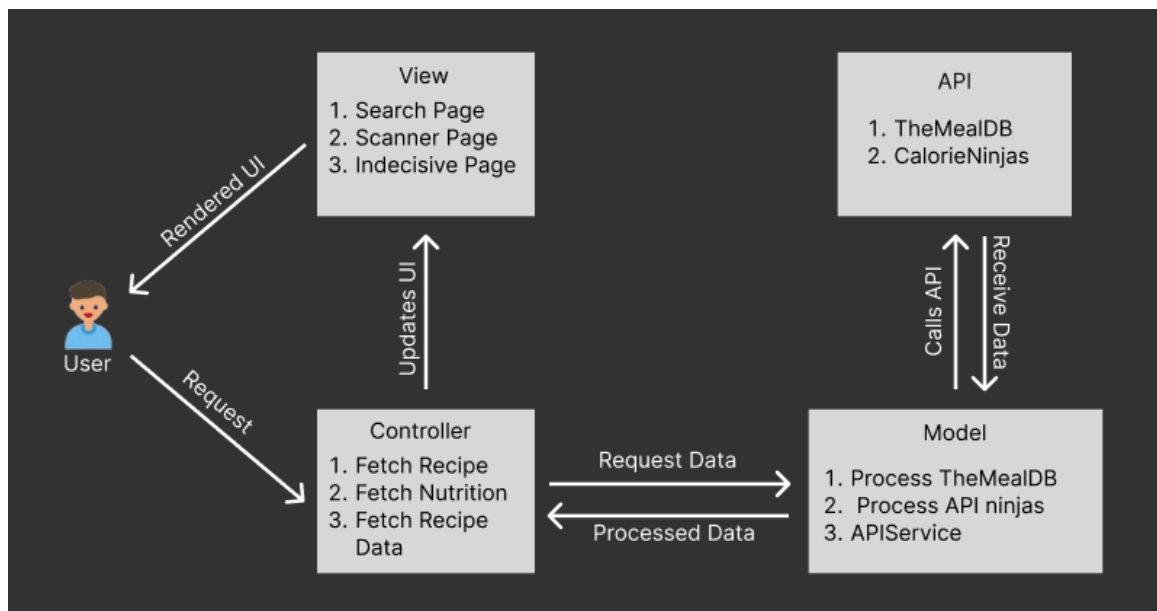 View
1. Search Page
2. Scanner Page
3. Indecisive Page
API
1. TheMealDB
2. CalorieNinjas
Rendered UI
Updates UI
Calls API
Receive Data
User
Request
Controller
1. Fetch Recipe
2. Fetch Nutrition
3. Fetch Recipe
Data
Request Data
Processed Data
Model
1. Process TheMealDB
2. Process API ninjas
3. APIService